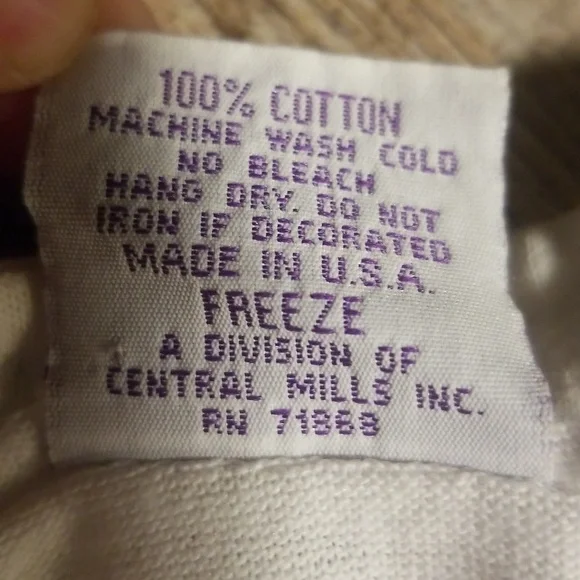 100% COTTON
MACHINE WASH COLD
NO BLEACH
HANG DRY. DO NOT
IRON IF DECORATED
MADE IN U.S.A.
FREEZE
A DIVISION OF
CENTRAL MILLS INC.
RN 71888